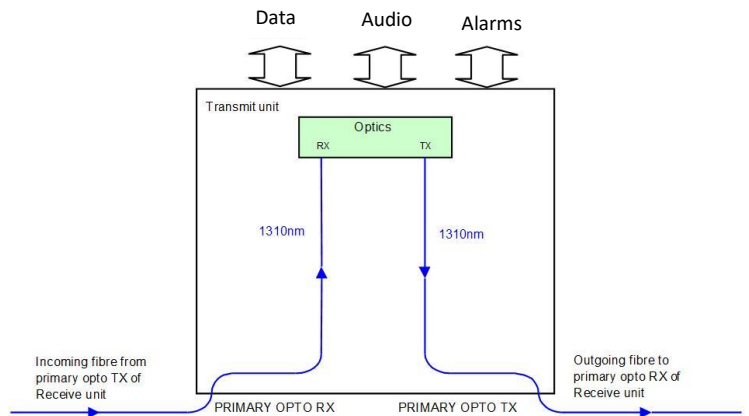 Data
Audio
Alarms
Transmit unit
Optics
RX
TX
1310nm
1310nm
Incoming fibre from
primary opto TX of
Receive unit
PRIMARY OPTO RX
PRIMARY OPTO TX
Outgoing fibre to
primary opto RX of
Receive unit